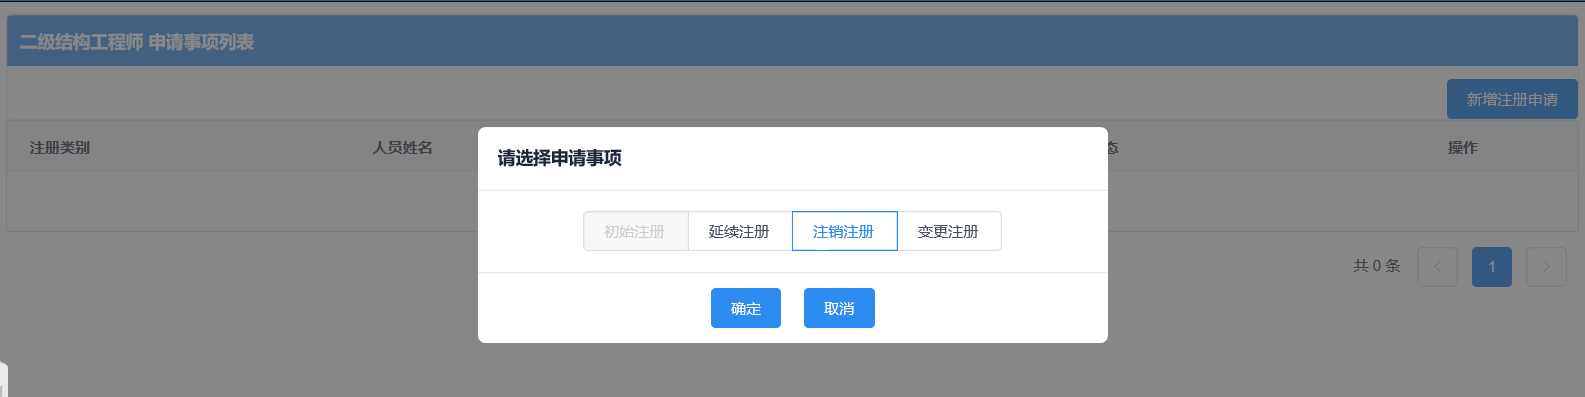 二级结构工程师 申请事项列表
新增注册申请
注册类别 人员姓名 态 操作
请选择申请事项
初始注册 延续注册 注销注册 变更注册
共 0 条 1
确定 取消